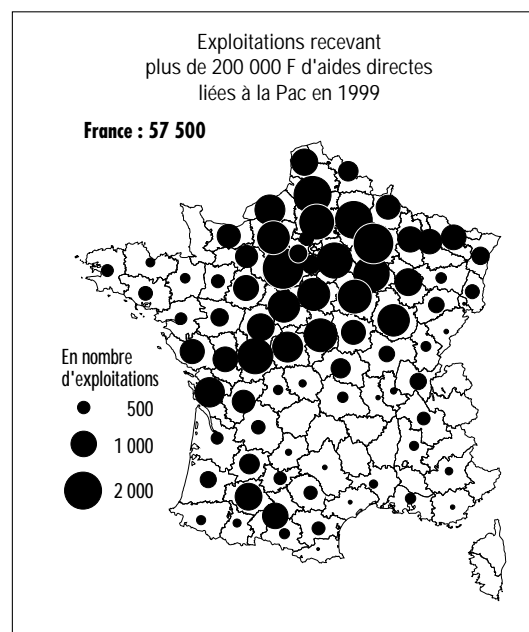 Exploitations recevant
plus de 200 000 F d'aides directes
liées à la Pac en 1999
France : 57 500
En nombre
d'exploitations
500
1 000
2 000